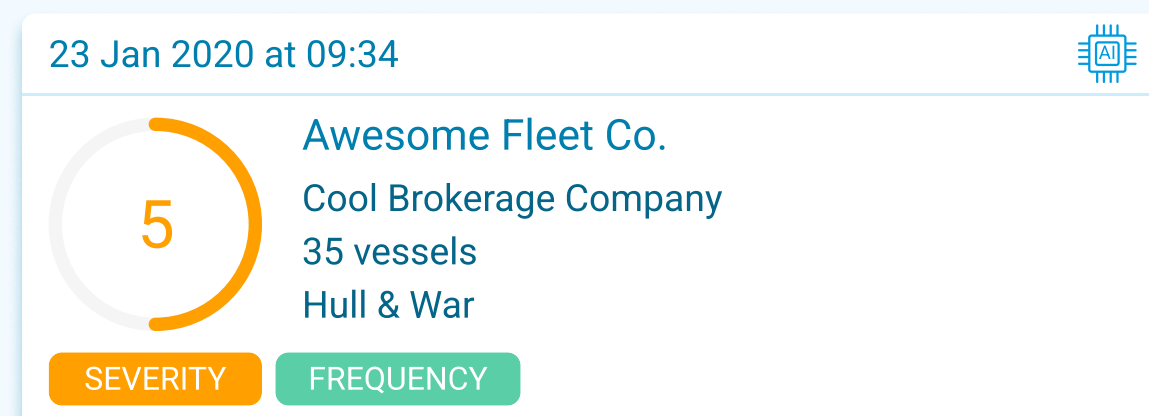 23 Jan 2020 at 09:34
AI
Awesome Fleet Co.
5
Cool Brokerage Company
35 vessels
Hull & War
SEVERITY
FREQUENCY